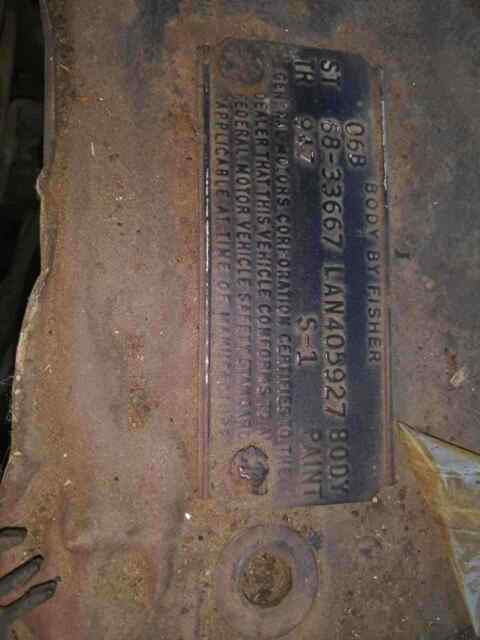 BODY BY FISHER
06B
ST 68-33667 LAN405927 BODY
TR 947 S-1 PAINT
GENERAL MOTORS CORPORATION CERTIFIES TO THE
DEALER THAT THIS VEHICLE CONFORMS TO
FEDERAL MOTOR VEHICLE SAFETY STANDARDS
APPLICABLE AT TIME OF